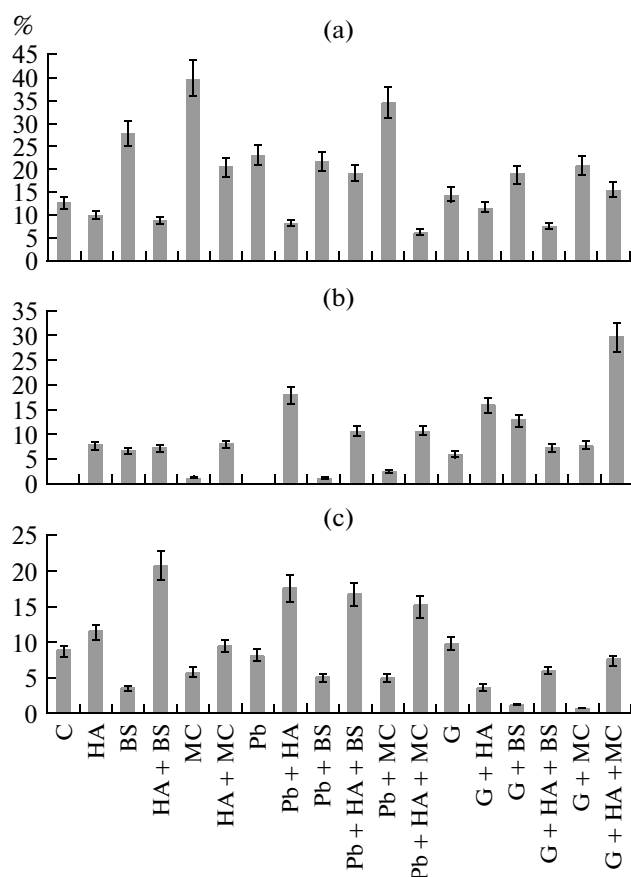 %
(a)
45
40
35
30
25
20
15
10
5
0
(b)
35
30
25
20
15
10
5
0
(c)
25
20
15
10
5
0
C
HA
BS
HA + BS
MC
HA + MC
Pb
Pb + HA
Pb + BS
Pb + HA + BS
Pb + MC
Pb + HA + MC
G
G + HA
G + BS
G + HA + BS
G + MC
G + HA + MC